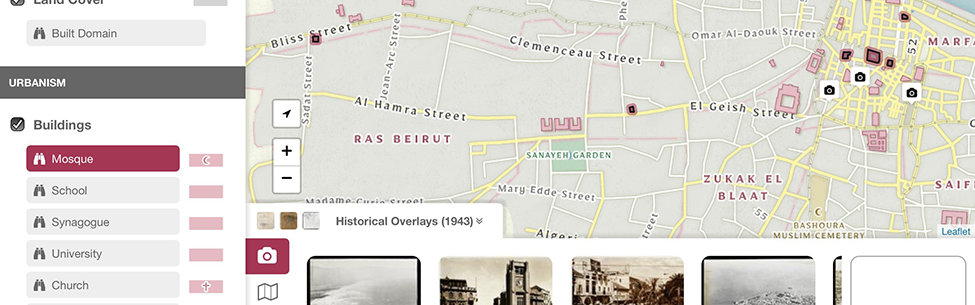 Land Cover
Built Domain
URBANISM
Buildings
Mosque
School
Synagogue
University
Church
Bliss Street
Sadat Street
Jean-Arc Street
Clemenceau Street
Phe
Omar Al-Daouk Street
52
MARFA
Al Hamra Street
El Geish Street
RAS BEIRUT
SANAYEH GARDEN
ZUKAK EL
BLAAT
SAIFI
Mary Edde Street
Madame Curie Street
55
BASHOURA
MUSLIM CEMETERY
Algeri
+
−
Leaflet
Historical Overlays (1943)